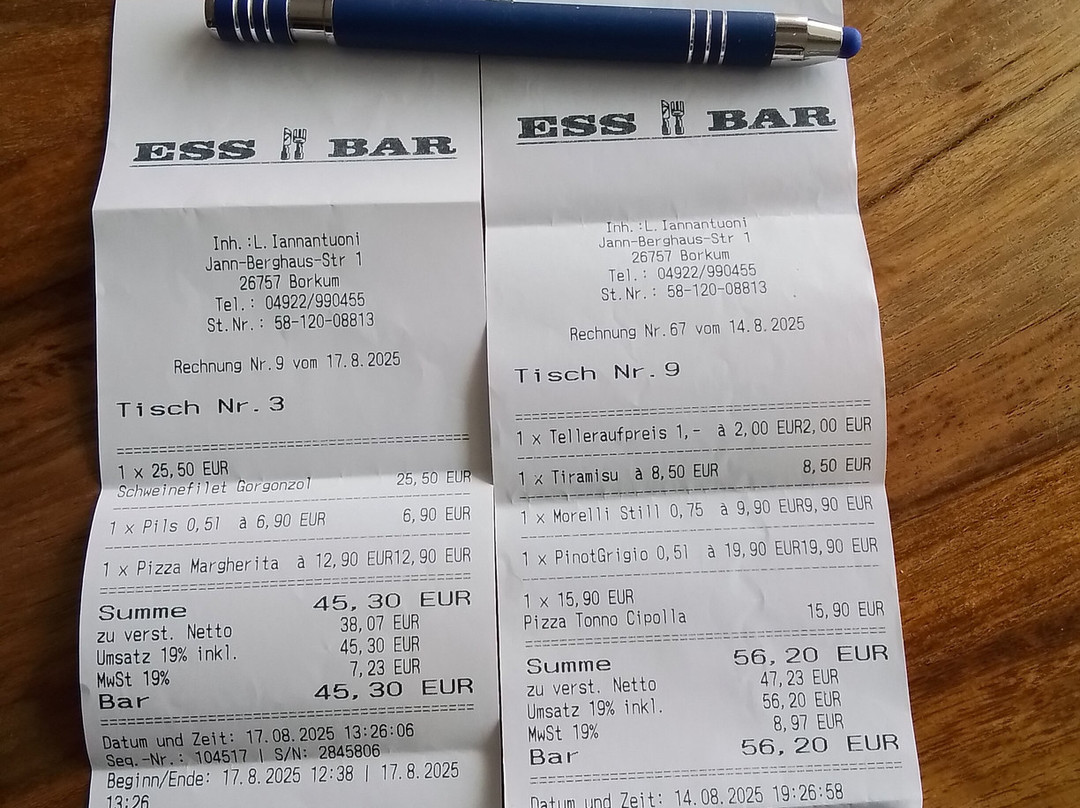 ESS BAR
Inh.:L. Iannantuoni
Jann-Berghaus-Str 1
26757 Borkum
Tel.: 04922/990455
St.Nr.: 58-120-08813
Rechnung Nr.9 vom 17.8.2025
Tisch Nr.3
1 x 25,50 EUR
Schweinefilet Gorgonzol 25,50 EUR
1 x Pils 0,5l à 6,90 EUR 6,90 EUR
1 x Pizza Margherita à 12,90 EUR12,90 EUR
Summe 45,30 EUR
zu verst. Netto 38,07 EUR
Umsatz 19% inkl. 45,30 EUR
MwSt 19% 7,23 EUR
Bar 45,30 EUR
Datum und Zeit: 17.08.2025 13:26:06
Seq.-Nr.: 104517 | S/N: 2845806
Beginn/Ende: 17.8.2025 12:38 | 17.8.2025
13:26
ESS BAR
Inh.:L. Iannantuoni
Jann-Berghaus-Str 1
26757 Borkum
Tel.: 04922/990455
St.Nr.: 58-120-08813
Rechnung Nr.67 vom 14.8.2025
Tisch Nr.9
1 x Telleraufpreis 1,- à 2,00 EUR2,00 EUR
1 x Tiramisu à 8,50 EUR 8,50 EUR
1 x Morelli Still 0,75 à 9,90 EUR9,90 EUR
1 x PinotGrigio 0,5l à 19,90 EUR19,90 EUR
1 x 15,90 EUR
Pizza Tonno Cipolla 15,90 EUR
Summe 56,20 EUR
zu verst. Netto 47,23 EUR
Umsatz 19% inkl. 56,20 EUR
MwSt 19% 8,97 EUR
Bar 56,20 EUR
Datum und Zeit: 14.08.2025 19:26:58